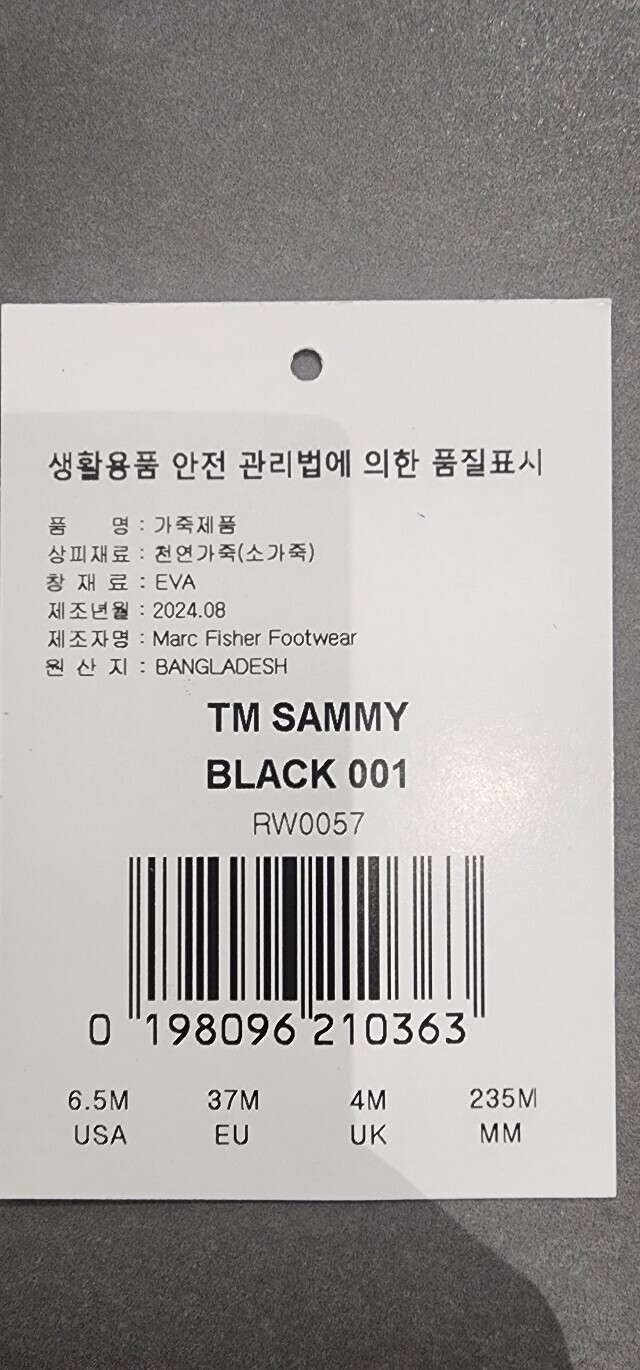 생활용품 안전 관리법에 의한 품질표시
품 명 : 가죽제품
상피재료 : 천연가죽(소가죽)
창 재 료 : EVA
제조년월 : 2024.08
제조자명 : Marc Fisher Footwear
원 산 지 : BANGLADESH
TM SAMMY
BLACK 001
RW0057
0 198096 210363
6.5M 37M 4M 235M
USA EU UK MM